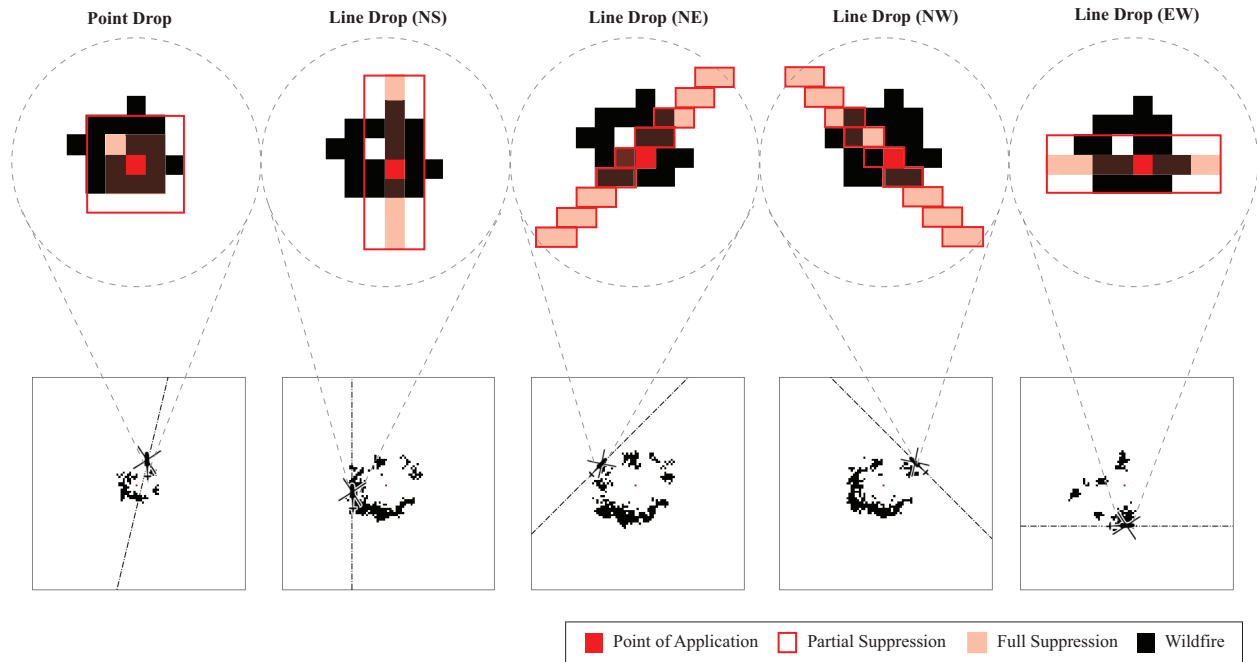 Point Drop
Line Drop (NS)
Line Drop (NE)
Line Drop (NW)
Line Drop (EW)
Point of Application
Partial Suppression
Full Suppression
Wildfire